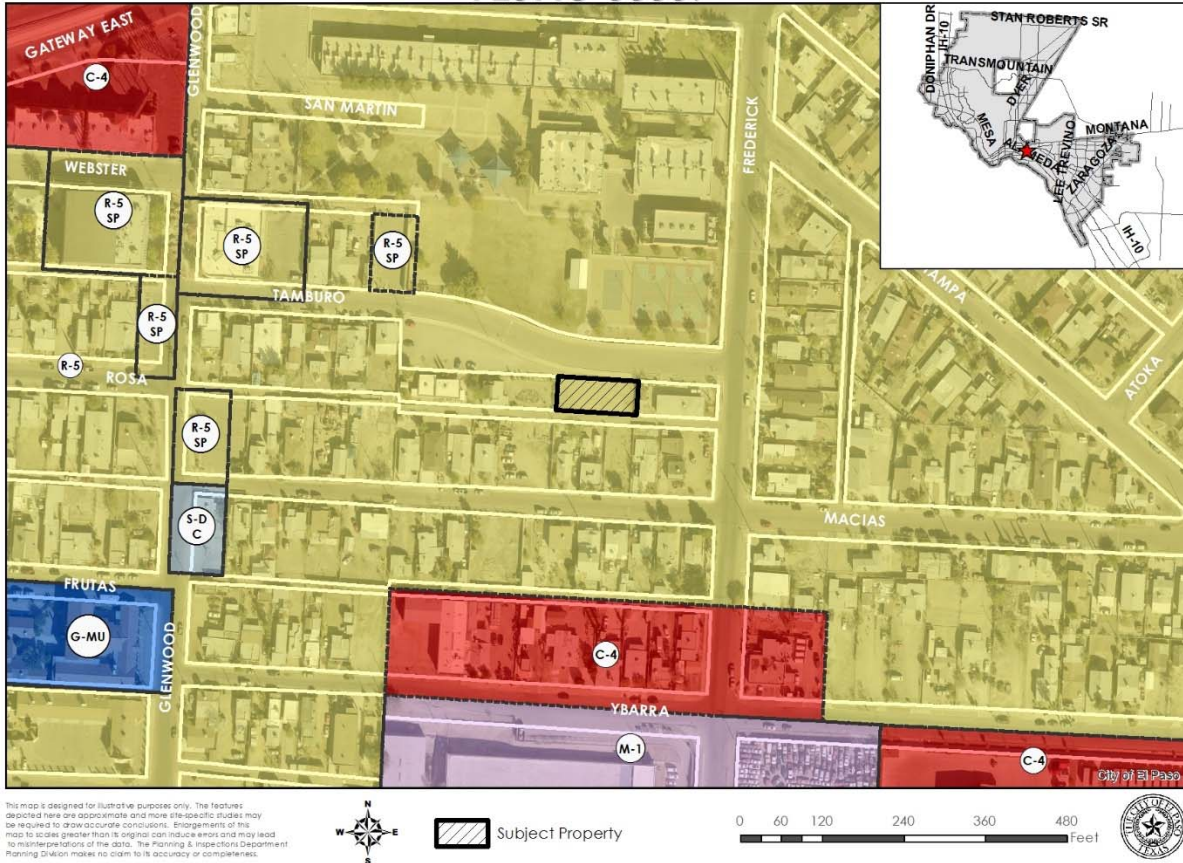 GATEWAY EAST
C-4
GLENWOOD
SAN MARTIN
FREDERICK
WEBSTER
R-5
SP
R-5
SP
R-5
SP
TAMBURO
R-5
SP
R-5
ROSA
R-5
SP
S-D
C
MACIAS
ATOKA
FRUTAS
G-MU
GLENWOOD
C-4
YBARRA
M-1
C-4
City of El Paso
STAN ROBERTS SR
DONIPHAN DR
IH-10
TRANSMOUNTAIN
DYER
MESA
MONTANA
ALAMEDA
LEE TREVINO
ZARAGOZA
IH-10
This map is designed for illustrative purposes only. The features
depicted here are approximate and more site-specific studies may
be required to draw accurate conclusions. Enlargements of this
map to scales greater than its original can induce errors and may lead
to misinterpretations of the data. The Planning & Inspections Department
Planning Division makes no claim to its accuracy or completeness.
N
W
E
S
Subject Property
0 60 120 240 360 480
Feet